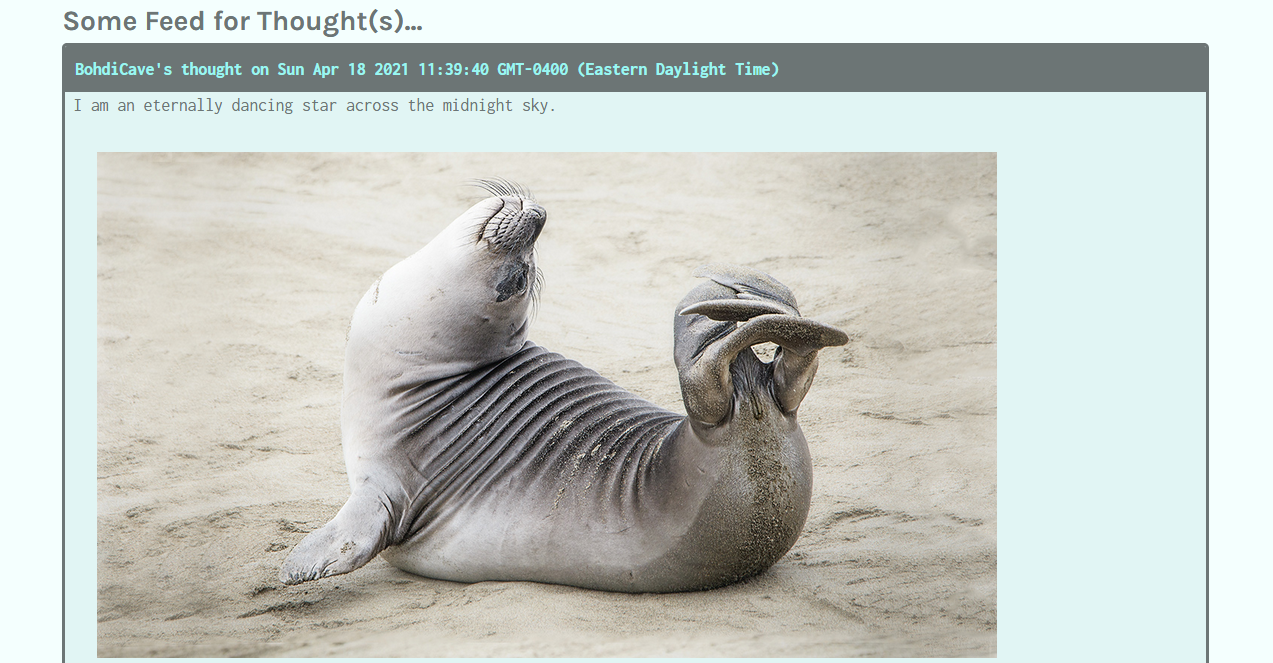 Some Feed for Thought(s)...
BohdiCave's thought on Sun Apr 18 2021 11:39:40 GMT-0400 (Eastern Daylight Time)
I am an eternally dancing star across the midnight sky.